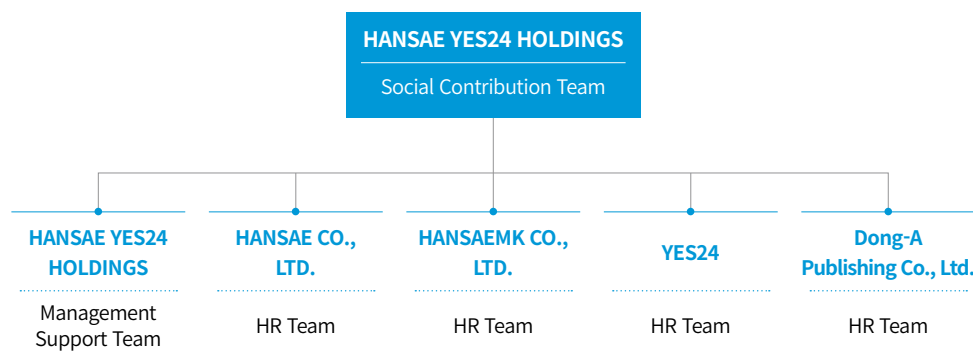 HANSAE YES24 HOLDINGS
Social Contribution Team
HANSAE YES24
HOLDINGS
Management
Support Team
HANSAE CO.,
LTD.
HR Team
HANSAEMK CO.,
LTD.
HR Team
YES24
HR Team
Dong-A
Publishing Co., Ltd.
HR Team